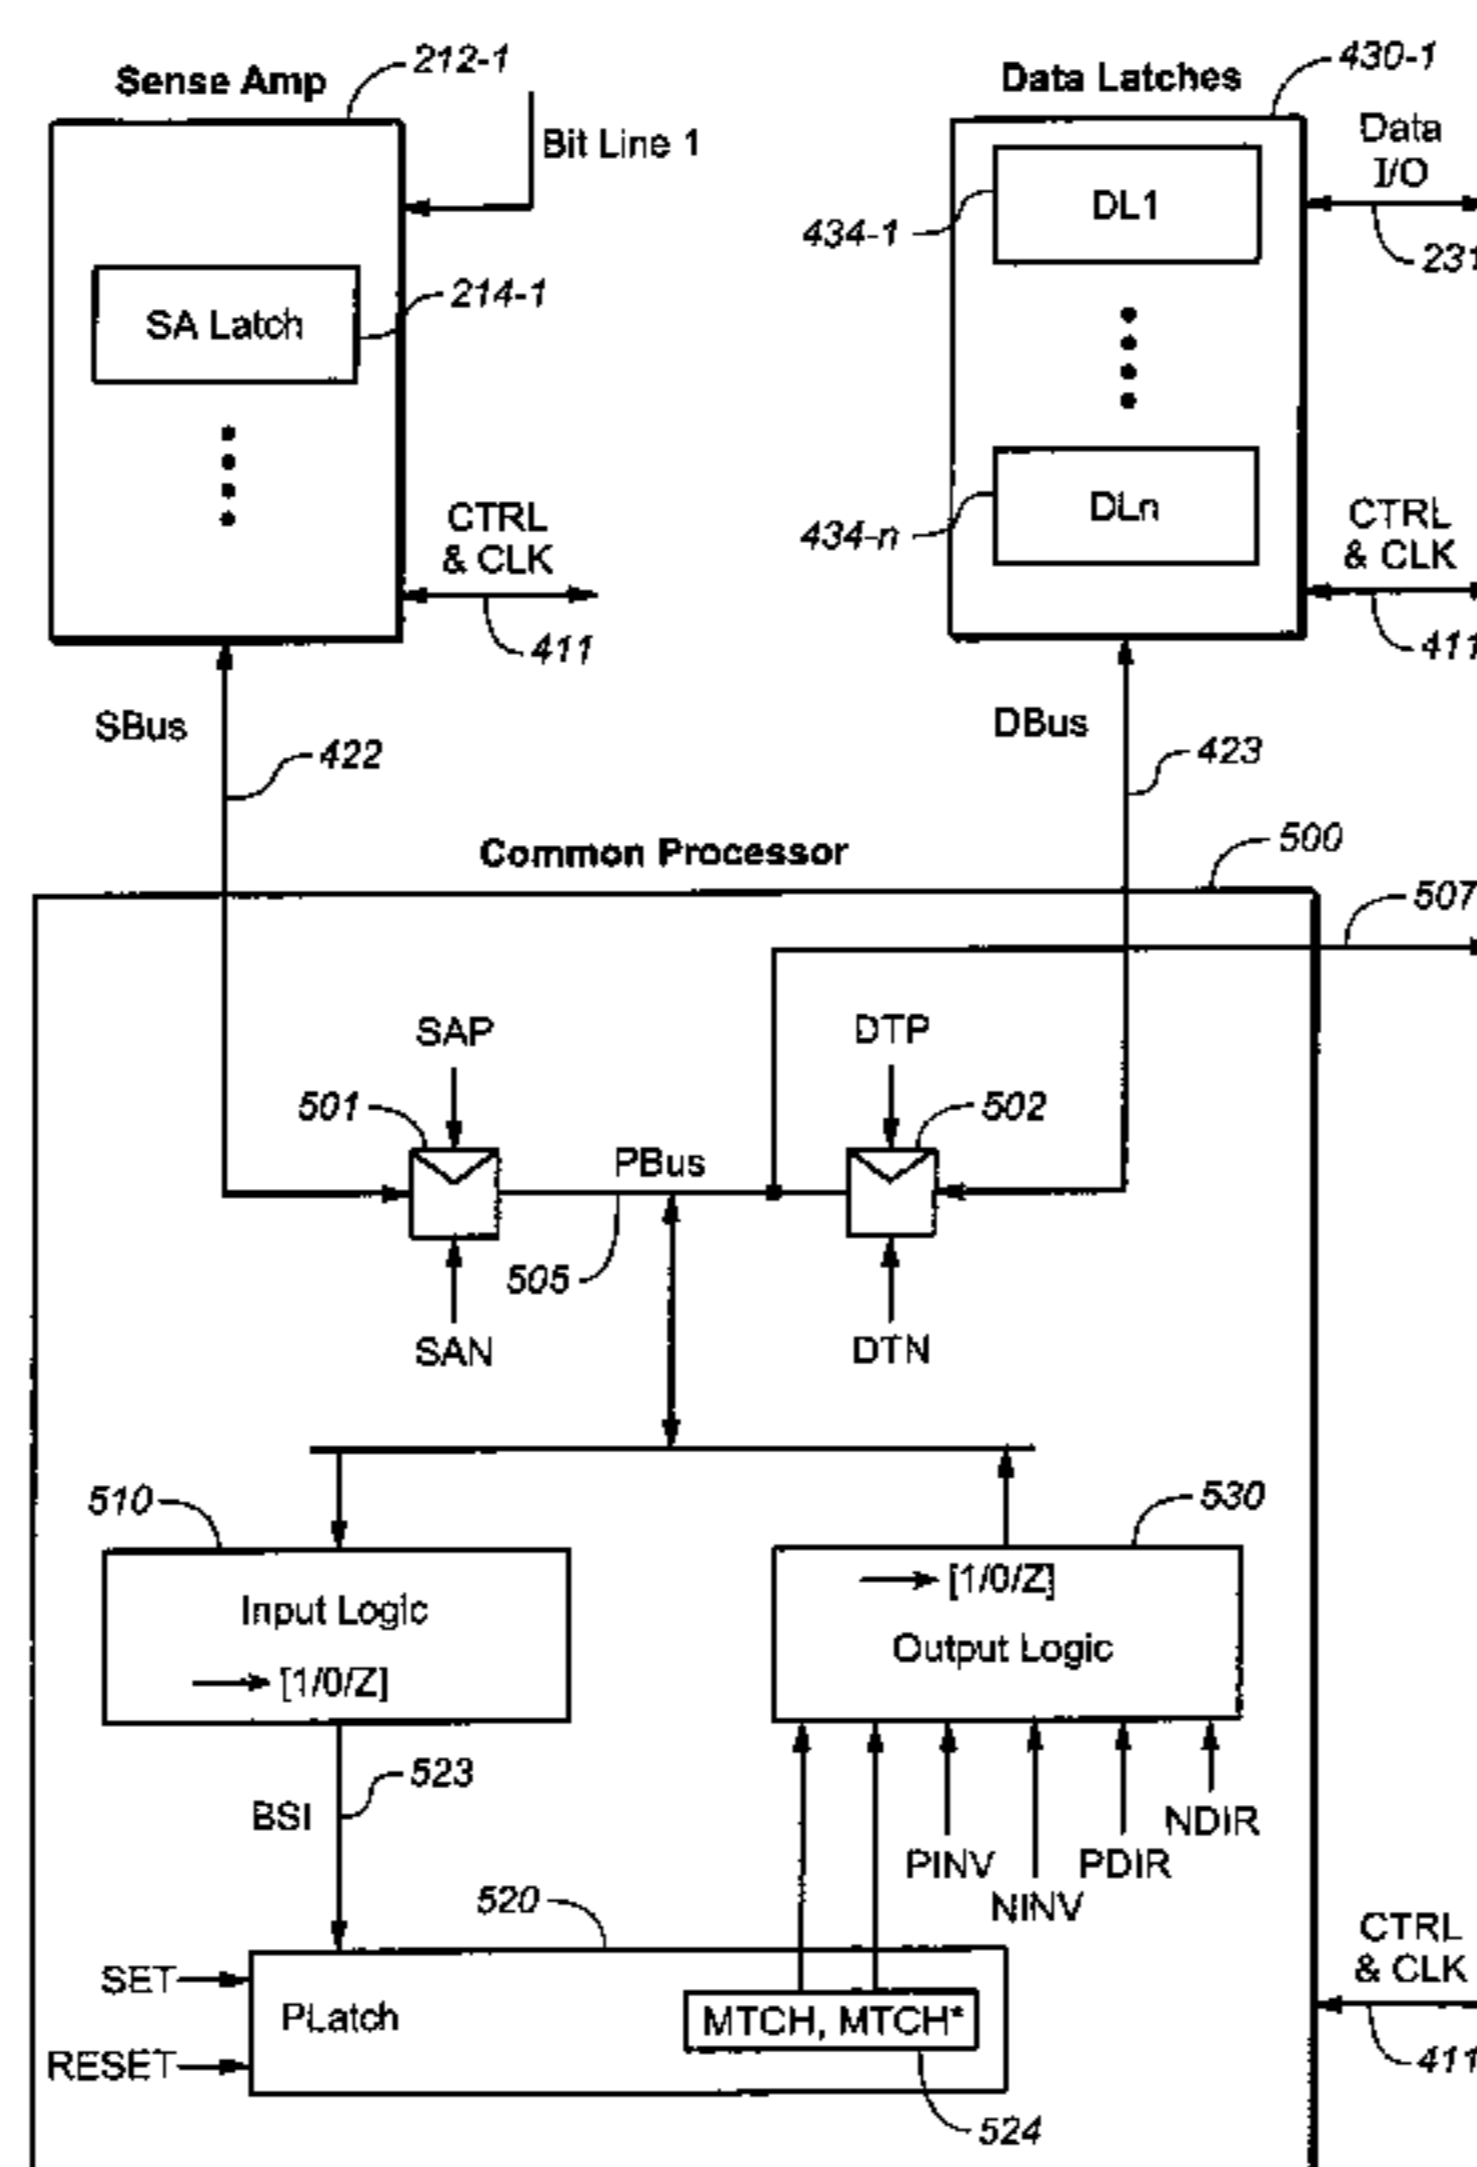 Sense Amp
212-1
Bit Line 1
SA Latch
214-1
CTRL
& CLK
411
Data Latches
430-1
Data
I/O
231
434-1
DL1
434-n
DLn
CTRL
& CLK
411
SBus
422
DBus
423
Common Processor
500
507
SAP
501
SAN
PBus
505
DTP
502
DTN
510
Input Logic
[1/0/Z]
530
[1/0/Z]
Output Logic
BSI
523
PINV
NINV
PDIR
NDIR
520
SET
RESET
PLatch
MTCH, MTCH*
524
CTRL
& CLK
411